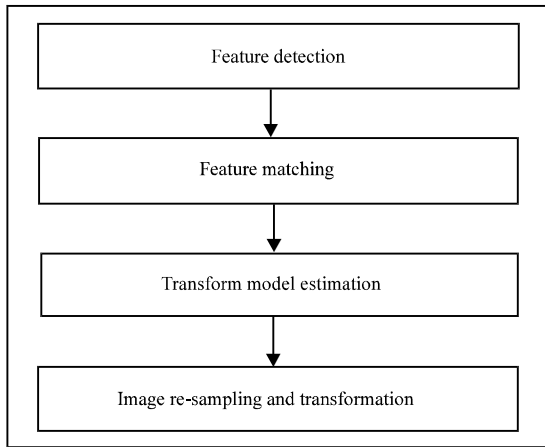 Feature detection
Feature matching
Transform model estimation
Image re-sampling and transformation